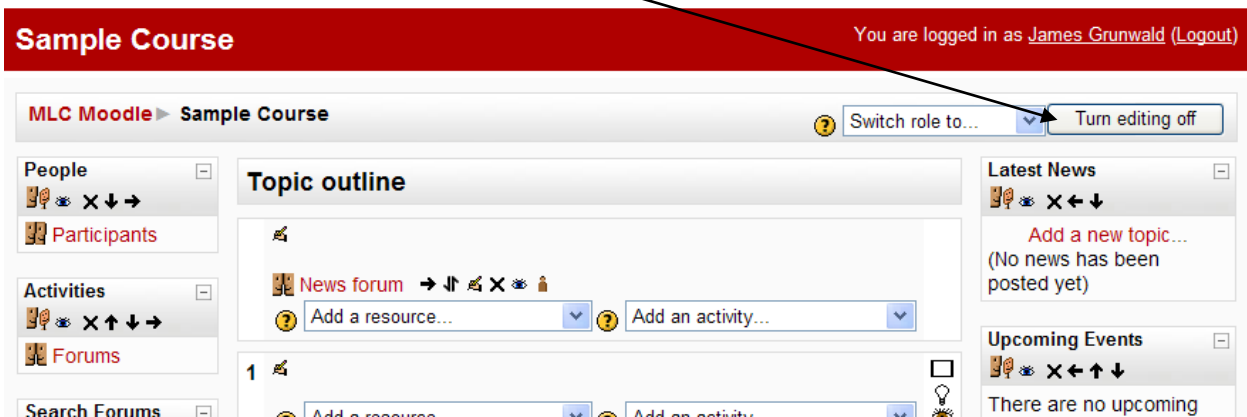 Sample Course
You are logged in as James Grunwald (Logout)
MLC Moodle ► Sample Course
Switch role to...
Turn editing off
People
Participants
Activities
Forums
Search Forums
Topic outline
News forum
Add a resource...
Add an activity...
1
Add a resource...
Add an activity...
Latest News
Add a new topic...
(No news has been
posted yet)
Upcoming Events
There are no upcoming